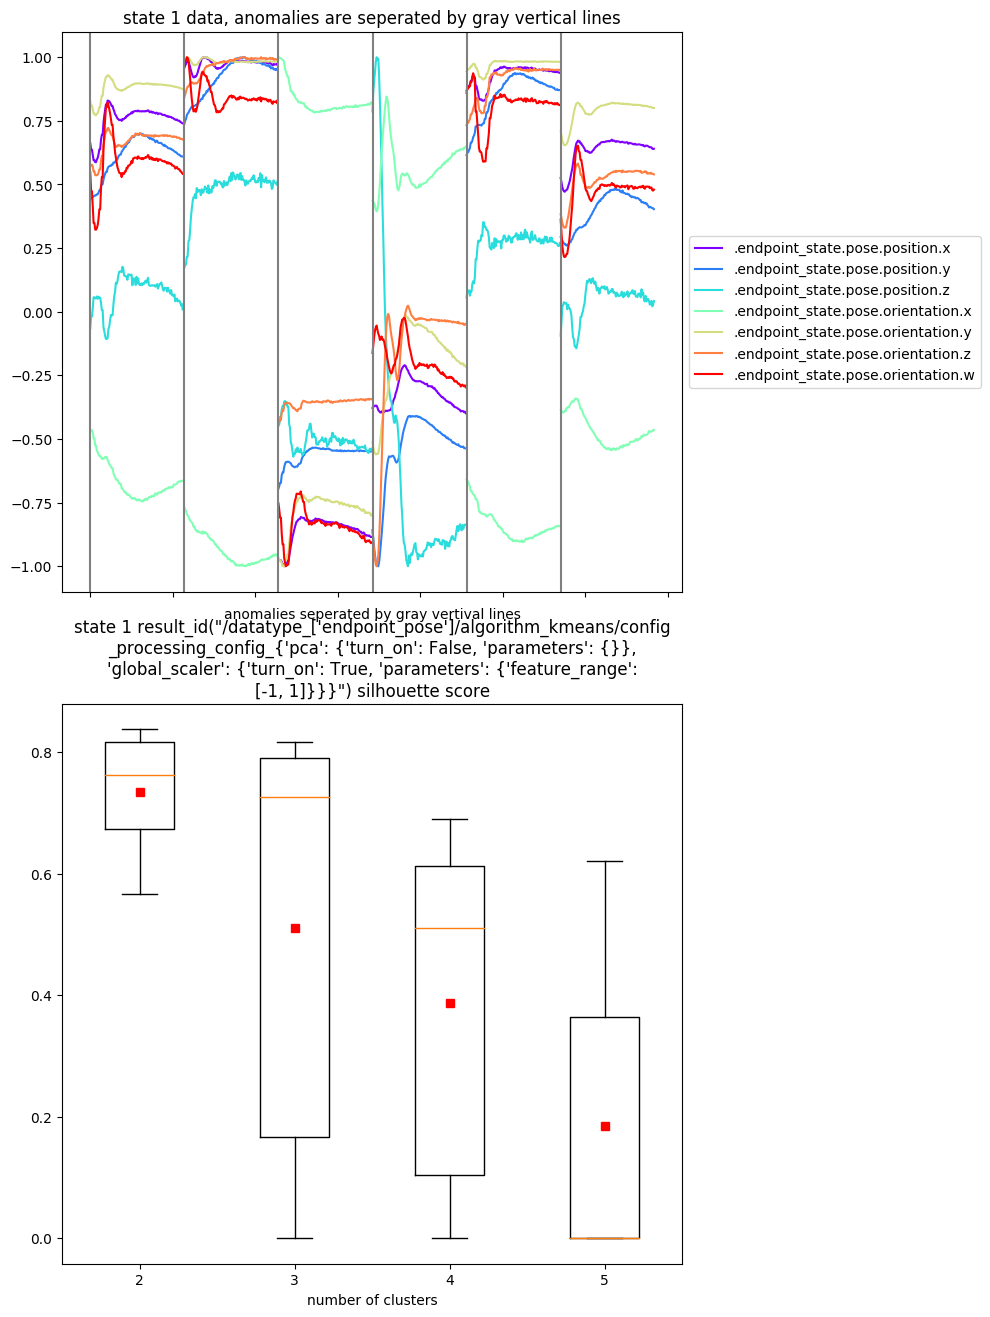 state 1 data, anomalies are seperated by gray vertical lines
1.00
0.75
0.50
0.25
0.00
−0.25
−0.50
−0.75
−1.00
.endpoint_state.pose.position.x
.endpoint_state.pose.position.y
.endpoint_state.pose.position.z
.endpoint_state.pose.orientation.x
.endpoint_state.pose.orientation.y
.endpoint_state.pose.orientation.z
.endpoint_state.pose.orientation.w
anomalies seperated by gray vertival lines
state 1 result_id("/datatype_['endpoint_pose']/algorithm_kmeans/config
_processing_config_{'pca': {'turn_on': False, 'parameters': {}},
'global_scaler': {'turn_on': True, 'parameters': {'feature_range':
[-1, 1]}}}") silhouette score
0.8
0.6
0.4
0.2
0.0
2 3 4 5
number of clusters